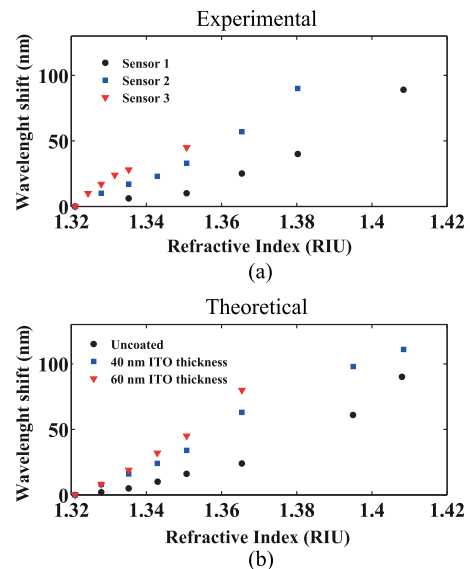 Experimental
Sensor 1
Sensor 2
Sensor 3
Wavelenght shift (nm)
100
50
0
1.32 1.34 1.36 1.38 1.4 1.42
Refractive Index (RIU)
(a)
Theoretical
Uncoated
40 nm ITO thickness
60 nm ITO thickness
Wavelenght shift (nm)
100
50
0
1.32 1.34 1.36 1.38 1.4 1.42
Refractive Index (RIU)
(b)